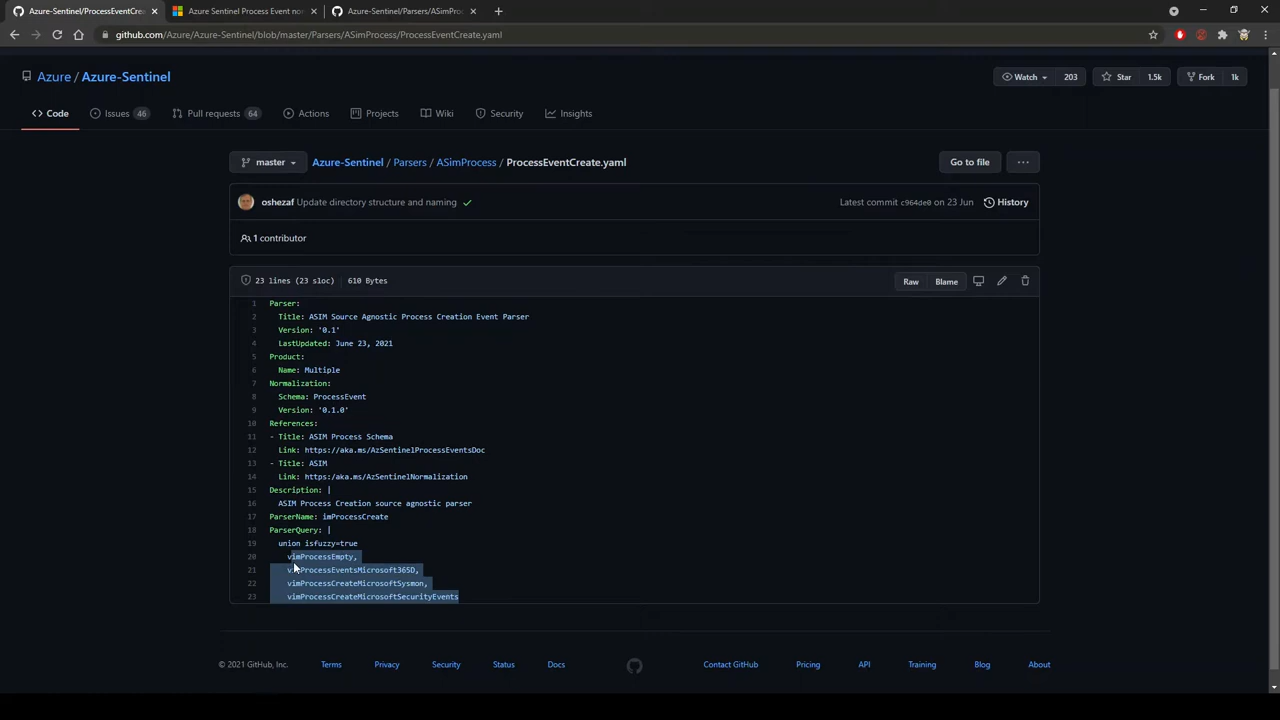 Azure-Sentinel/ProcessEventCre
Azure Sentinel Process Event no
Azure-Sentinel/Parsers/ASimProc
github.com/Azure/Azure-Sentinel/blob/master/Parsers/ASimProcess/ProcessEventCreate.yaml
Azure / Azure-Sentinel
Watch 203
Star 1.5k
Fork 1k
Code
Issues 46
Pull requests 64
Actions
Projects
Wiki
Security
Insights
master
Azure-Sentinel / Parsers / ASimProcess / ProcessEventCreate.yaml
Go to file
oshezaf Update directory structure and naming
Latest commit c964de0 on 23 Jun
History
1 contributor
23 lines (23 sloc) 610 Bytes
Raw
Blame
1 Parser:
2 Title: ASIM Source Agnostic Process Creation Event Parser
3 Version: '0.1'
4 LastUpdated: June 23, 2021
5 Product:
6 Name: Multiple
7 Normalization:
8 Schema: ProcessEvent
9 Version: '0.1.0'
10 References:
11 - Title: ASIM Process Schema
12 Link: https://aka.ms/AzSentinelProcessEventsDoc
13 - Title: ASIM
14 Link: https:/aka.ms/AzSentinelNormalization
15 Description: |
16 ASIM Process Creation source agnostic parser
17 ParserName: imProcessCreate
18 ParserQuery: |
19 union isfuzzy=true
20 vimProcessEmpty,
21 vimProcessEventsMicrosoft365D,
22 vimProcessCreateMicrosoftSysmon,
23 vimProcessCreateMicrosoftSecurityEvents
© 2021 GitHub, Inc.
Terms
Privacy
Security
Status
Docs
Contact GitHub
Pricing
API
Training
Blog
About